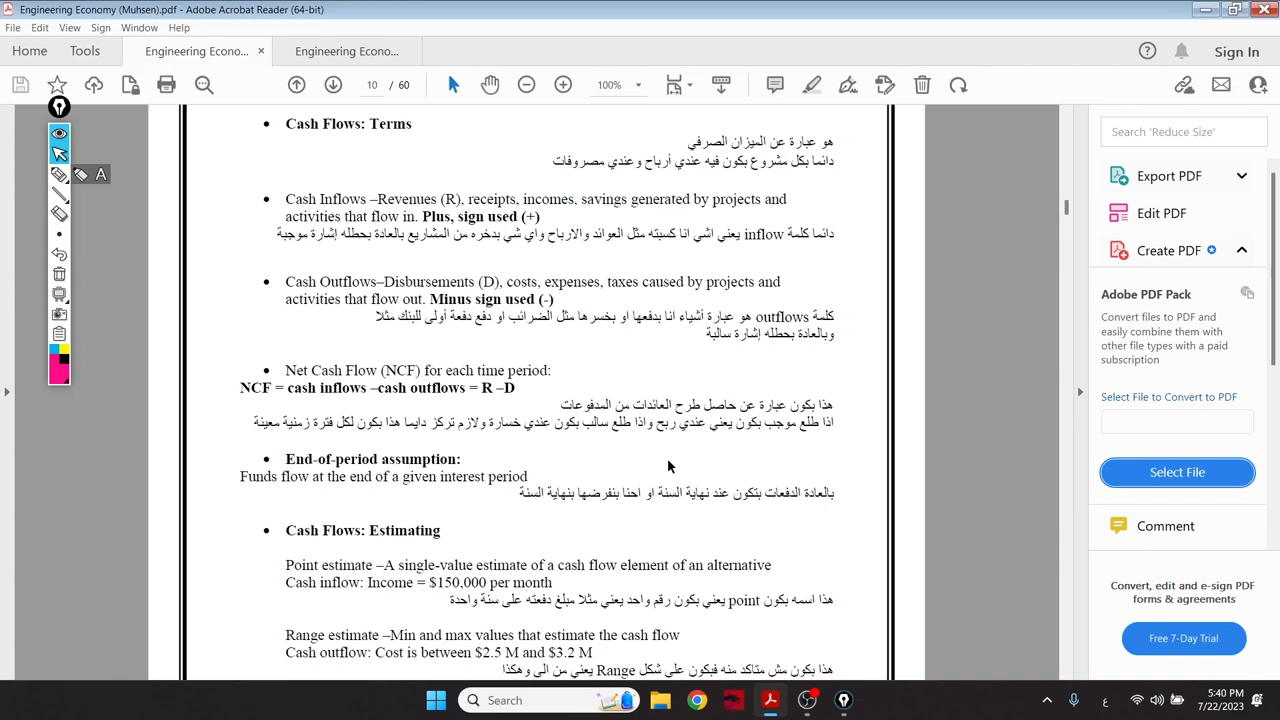 Engineering Economy (Muhsen).pdf - Adobe Acrobat Reader (64-bit)
File Edit View Sign Window Help
Home Tools Engineering Econo... × Engineering Econo... Sign In
10 / 60 100%
Search 'Reduce Size'
Export PDF
Edit PDF
Create PDF
Adobe PDF Pack
Convert files to PDF and
easily combine them with
other file types with a paid
subscription
Select File to Convert to PDF
Select File
Comment
Convert, edit and e-sign PDF
forms & agreements
Free 7-Day Trial
A
• Cash Flows: Terms
هو عبارة عن الميزان الصرفي
دائما بكل مشروع بكون فيه عندي أرباح وعندي مصروفات
• Cash Inflows –Revenues (R), receipts, incomes, savings generated by projects and
activities that flow in. Plus, sign used (+)
دائما كلمة inflow يعني اشي انا كسبته مثل العوائد والارباح واي شي بدخره من المشاريع بالعادة بحطله إشارة موجبة
• Cash Outflows–Disbursements (D), costs, expenses, taxes caused by projects and
activities that flow out. Minus sign used (-)
كلمة outflows هو عبارة أشياء انا بدفعها او بخسرها مثل الضرائب او دفع دفعة أولى للبنك مثلا
وبالعادة بحطله إشارة سالبة
• Net Cash Flow (NCF) for each time period:
NCF = cash inflows –cash outflows = R –D
هذا بكون عبارة عن حاصل طرح العائدات من المدفوعات
اذا طلع موجب بكون يعني عندي ربح واذا طلع سالب بكون عندي خسارة ولازم تركز دايما هذا بكون لكل فترة زمنية معينة
• End-of-period assumption:
Funds flow at the end of a given interest period
بالعادة الدفعات بتكون عند نهاية السنة او احنا بنفرضها بنهاية السنة
• Cash Flows: Estimating
Point estimate –A single-value estimate of a cash flow element of an alternative
Cash inflow: Income = $150,000 per month
هذا اسمه بكون point يعني بكون رقم واحد يعني مثلا مبلغ دفعته على سنة واحدة
Range estimate –Min and max values that estimate the cash flow
Cash outflow: Cost is between $2.5 M and $3.2 M
هذا بكون مش متاكد منه فبكون على شكل Range يعني من الى وهكذا
Search
ع
5:40 PM
7/22/2023